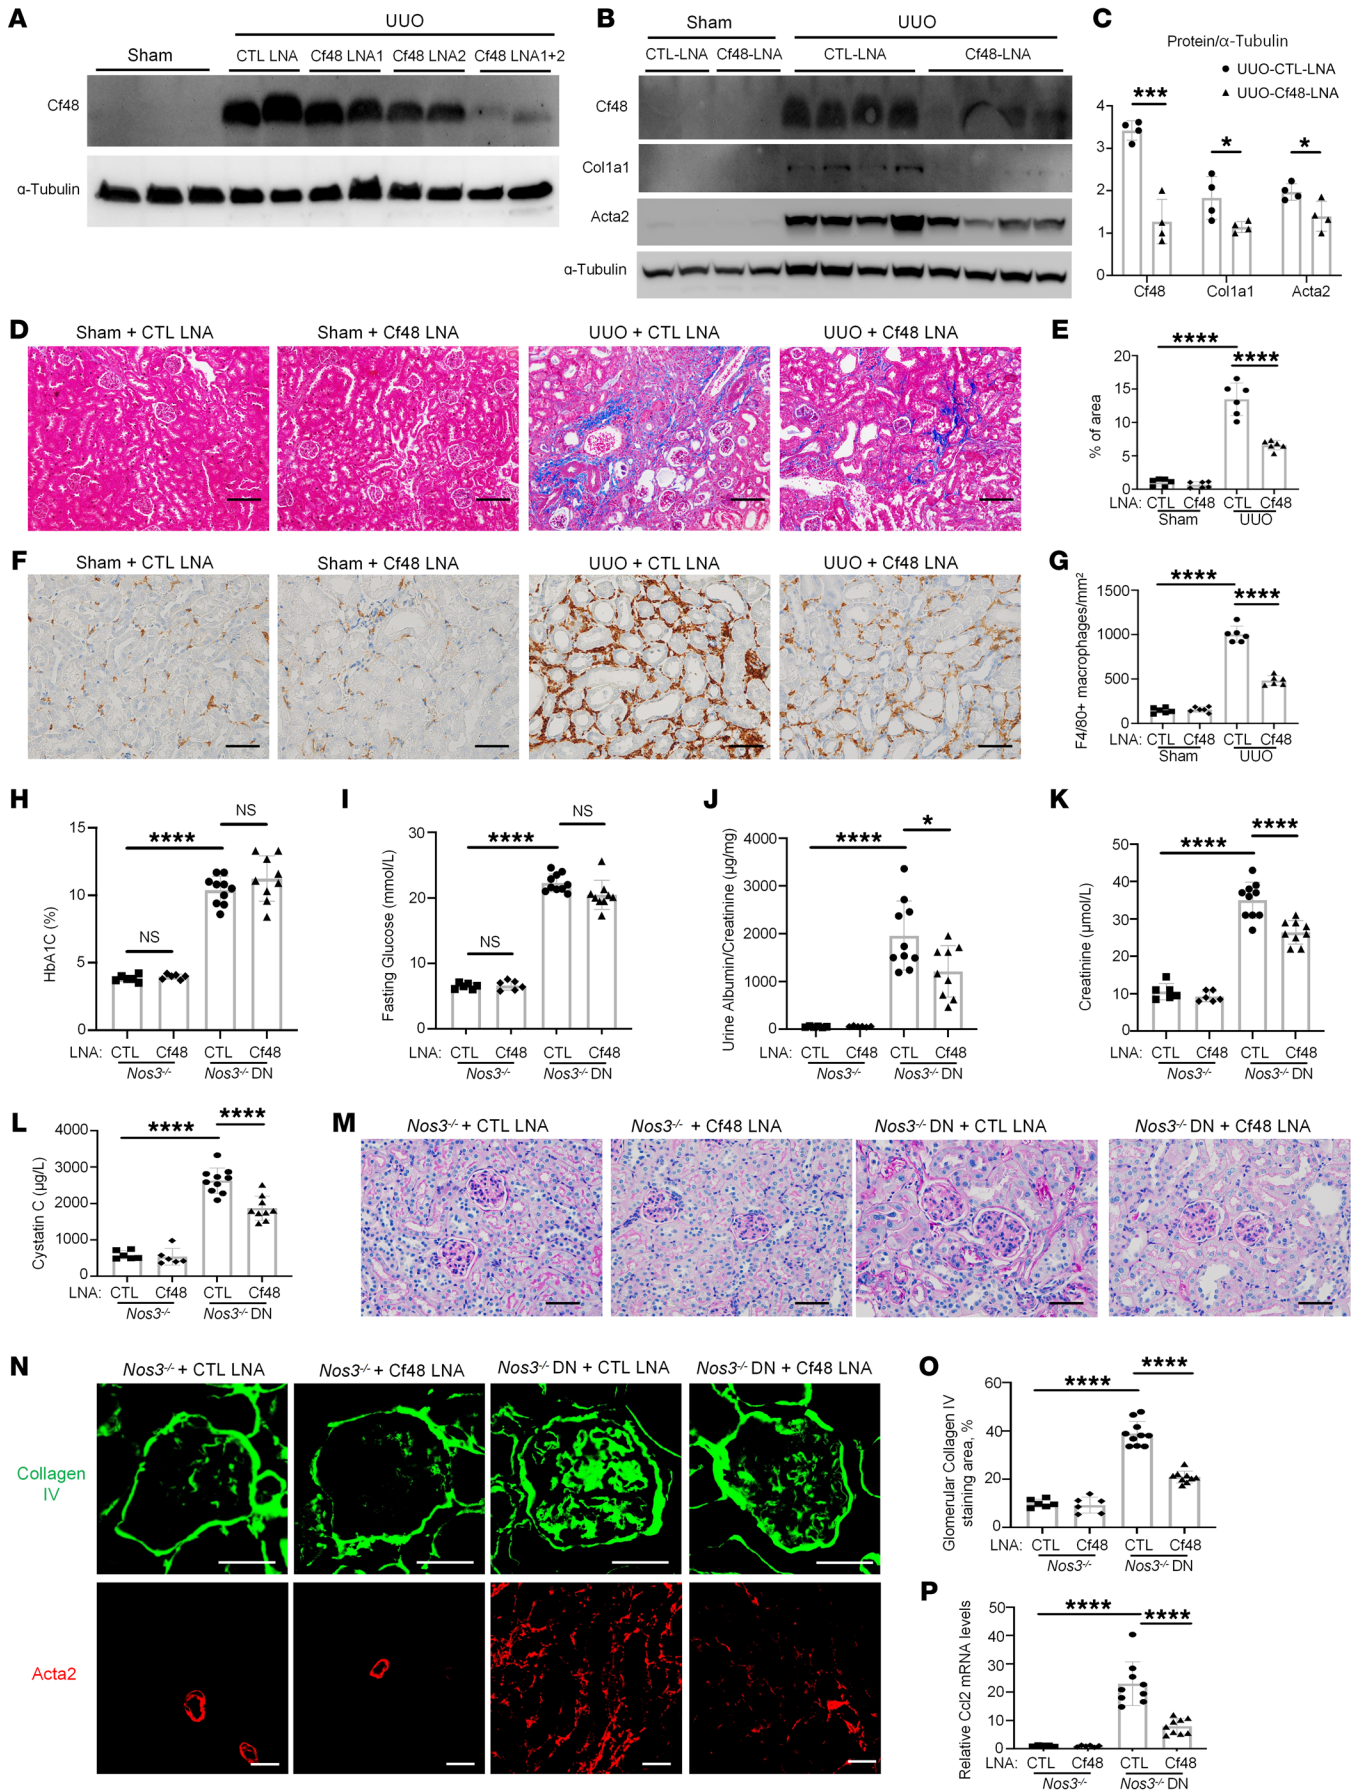 A
UUO
Sham
CTL LNA Cf48 LNA1 Cf48 LNA2 Cf48 LNA1+2
Cf48
α-Tubulin
B
Sham UUO
CTL-LNA Cf48-LNA CTL-LNA Cf48-LNA
Cf48
Col1a1
Acta2
α-Tubulin
C
Protein/α-Tubulin
UUO-CTL-LNA
UUO-Cf48-LNA
*** * *
4
3
2
1
0
Cf48 Col1a1 Acta2
D
Sham + CTL LNA Sham + Cf48 LNA UUO + CTL LNA UUO + Cf48 LNA
E
**** ****
% of area
20
15
10
5
0
LNA: CTL Cf48 CTL Cf48
Sham UUO
F
Sham + CTL LNA Sham + Cf48 LNA UUO + CTL LNA UUO + Cf48 LNA
G
**** ****
F4/80+ macrophages/mm2
1500
1000
500
0
LNA: CTL Cf48 CTL Cf48
Sham UUO
H
NS
****
NS
HbA1C (%)
15
10
5
0
LNA: CTL Cf48 CTL Cf48
Nos3-/- Nos3-/- DN
I
NS
****
NS
Fasting Glucose (mmol/L)
30
20
10
0
LNA: CTL Cf48 CTL Cf48
Nos3-/- Nos3-/- DN
J
**** *
Urine Albumin/Creatinine (μg/mg)
4000
3000
2000
1000
0
LNA: CTL Cf48 CTL Cf48
Nos3-/- Nos3-/- DN
K
**** ****
Creatinine (μmol/L)
50
40
30
20
10
0
LNA: CTL Cf48 CTL Cf48
Nos3-/- Nos3-/- DN
L
**** ****
Cystatin C (μg/L)
4000
3000
2000
1000
0
LNA: CTL Cf48 CTL Cf48
Nos3-/- Nos3-/- DN
M
Nos3-/- + CTL LNA Nos3-/- + Cf48 LNA Nos3-/- DN + CTL LNA Nos3-/- DN + Cf48 LNA
N
Nos3-/- + CTL LNA Nos3-/- + Cf48 LNA Nos3-/- DN + CTL LNA Nos3-/- DN + Cf48 LNA
Collagen
IV
Acta2
O
**** ****
Glomerular Collagen IV
staining area, %
60
40
20
0
LNA: CTL Cf48 CTL Cf48
Nos3-/- Nos3-/- DN
P
**** ****
Relative Ccl2 mRNA levels
50
40
30
20
10
0
LNA: CTL Cf48 CTL Cf48
Nos3-/- Nos3-/- DN